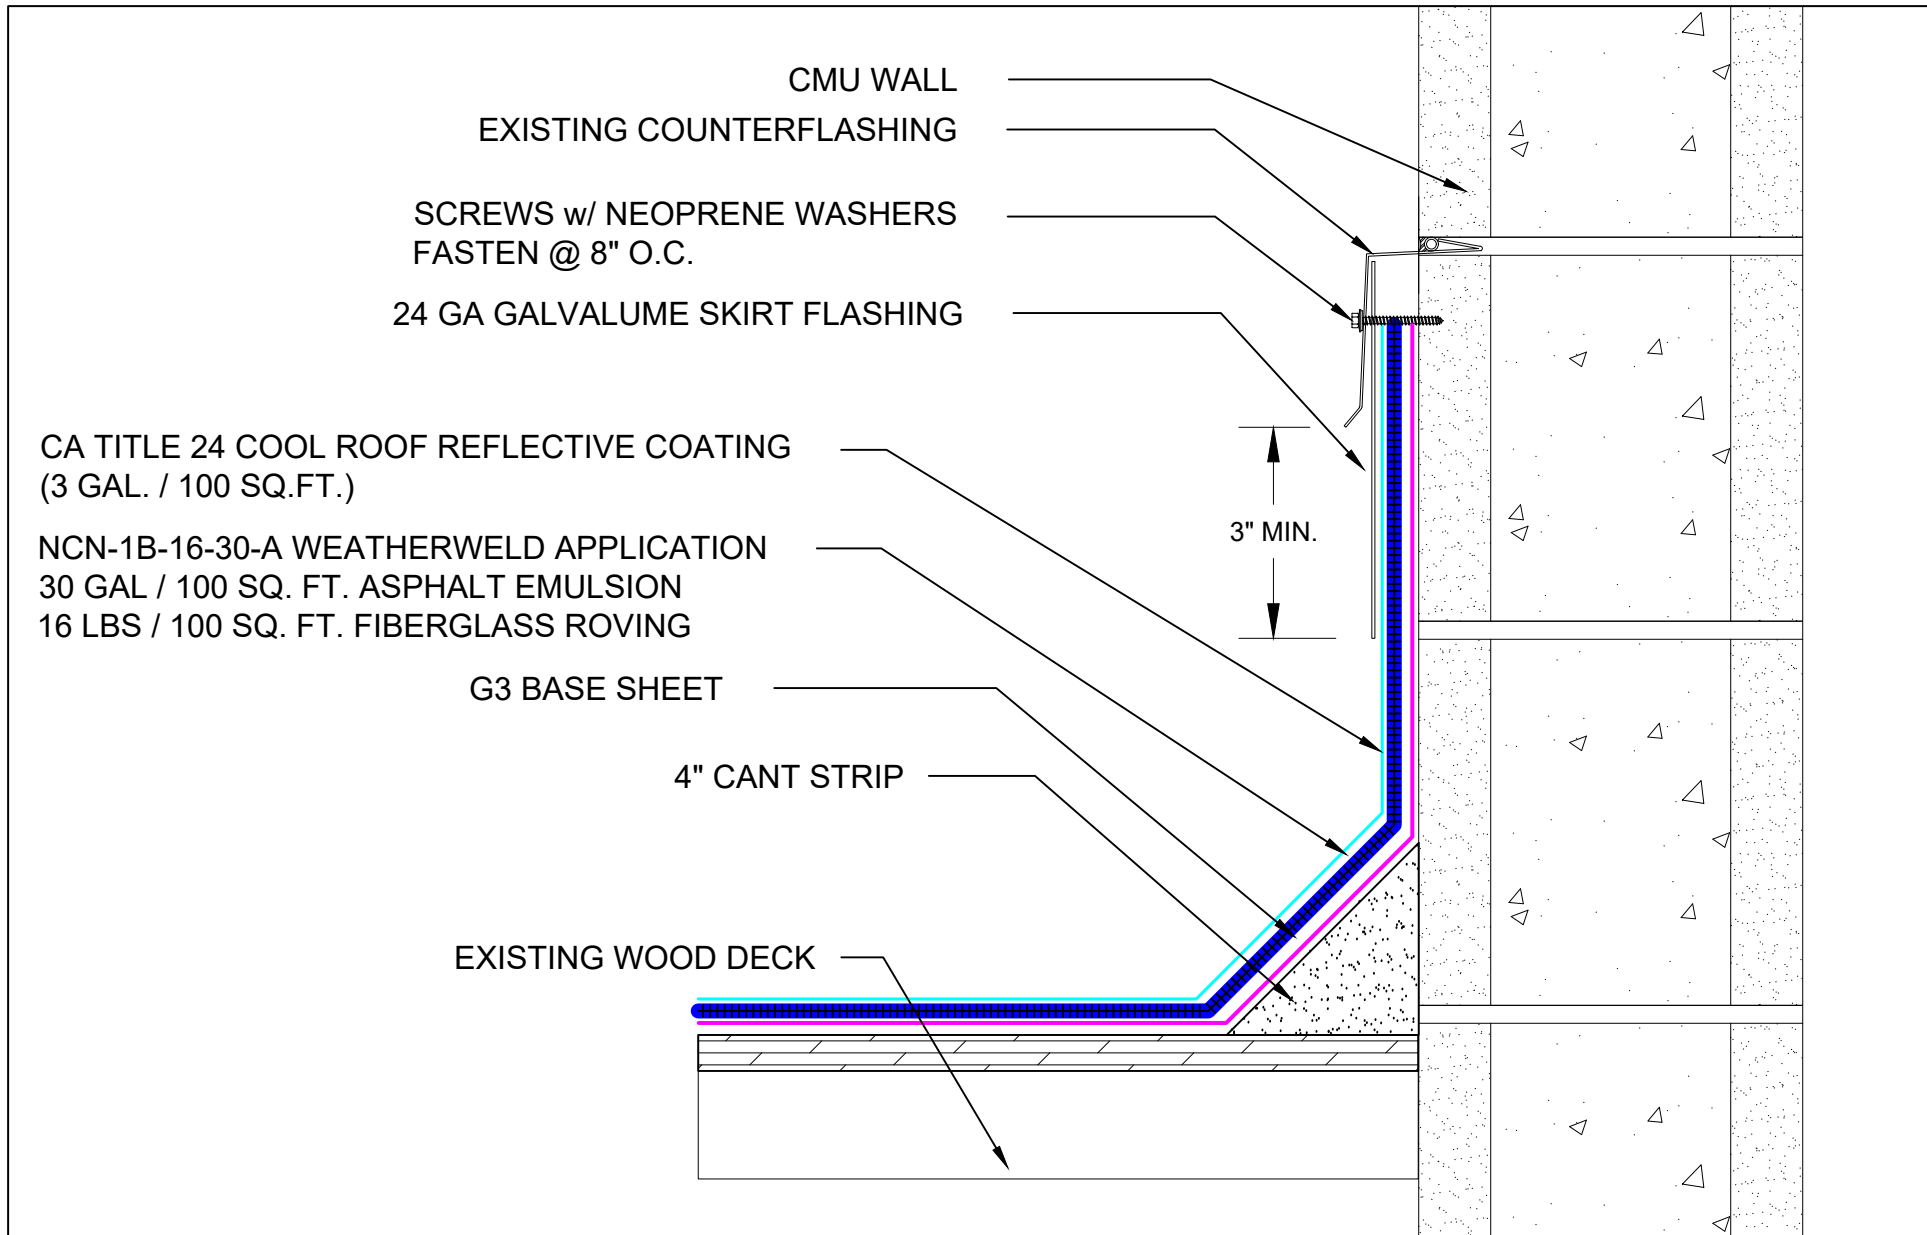 CMU WALL
EXISTING COUNTERFLASHING
SCREWS w/ NEOPRENE WASHERS
FASTEN @ 8" O.C.
24 GA GALVALUME SKIRT FLASHING
CA TITLE 24 COOL ROOF REFLECTIVE COATING
(3 GAL. / 100 SQ.FT.)
3" MIN.
NCN-1B-16-30-A WEATHERWELD APPLICATION
30 GAL / 100 SQ. FT. ASPHALT EMULSION
16 LBS / 100 SQ. FT. FIBERGLASS ROVING
G3 BASE SHEET
4" CANT STRIP
EXISTING WOOD DECK